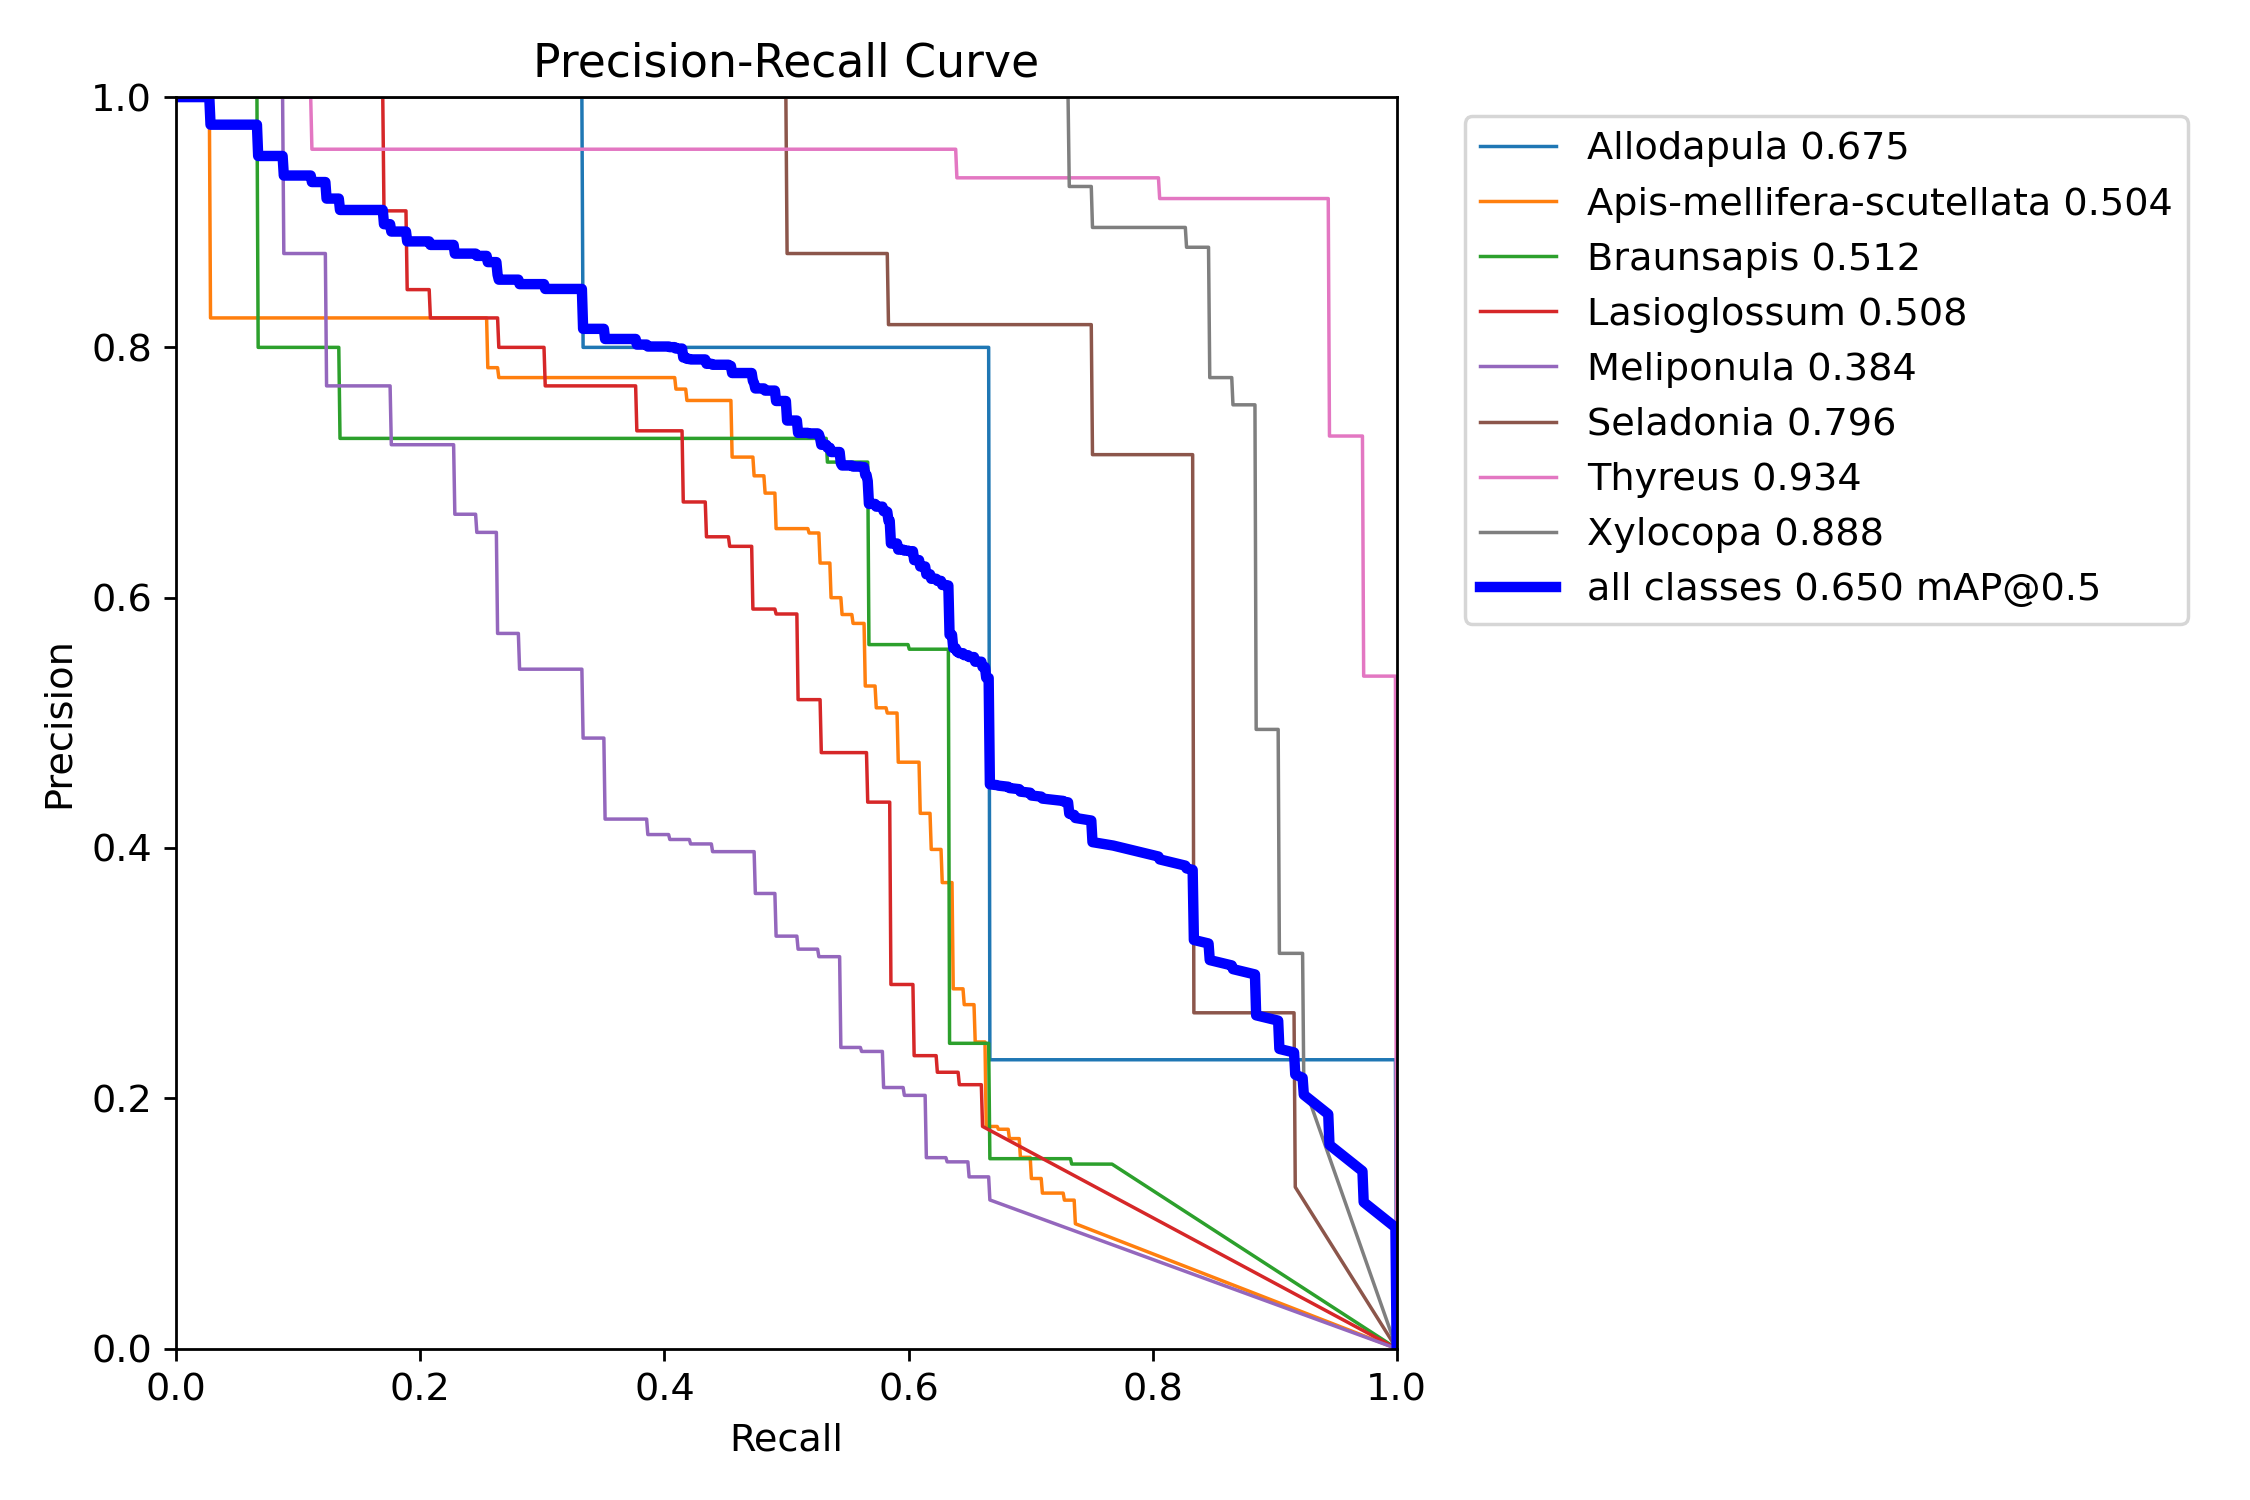 Precision-Recall Curve
1.0
0.8
0.6
0.4
0.2
0.0
Precision
0.0 0.2 0.4 0.6 0.8 1.0
Recall
Allodapula 0.675
Apis-mellifera-scutellata 0.504
Braunsapis 0.512
Lasioglossum 0.508
Meliponula 0.384
Seladonia 0.796
Thyreus 0.934
Xylocopa 0.888
all classes 0.650 mAP@0.5